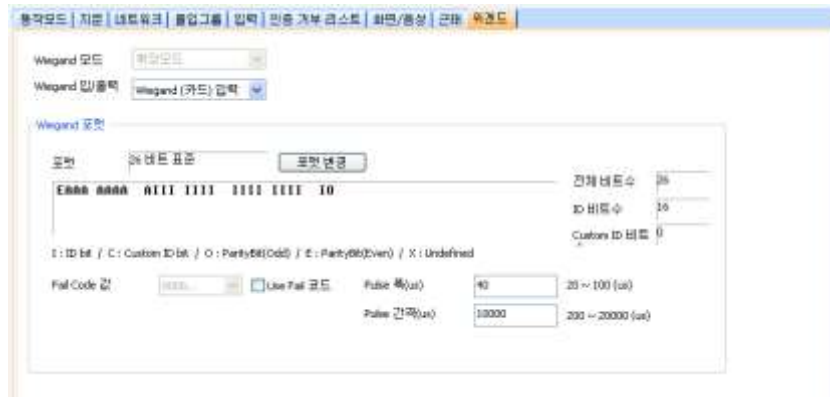 동작모드 | 지문 | 네트워크 | 출입그룹 | 입력 | 인증 거부 리스트 | 화면/음성 | 근태 위겐드
Wiegand 모드 확장모드
Wiegand 입/출력 Wiegand (카드) 입력
Wiegand 포맷
포맷 26 비트 표준 포맷 변경
EAAA AAAA AIII IIII IIII IIII IO
전체 비트수 26
ID 비트수 16
Custom ID 비트 0
I : ID bit / C : Custom ID bit / O : ParityBit(Odd) / E : ParityBit(Even) / X : Undefined
Fail Code 값 Use Fail 코드 Pulse 폭(us) 40 20 ~ 100 (us)
Pulse 간격(us) 10000 200 ~ 20000 (us)